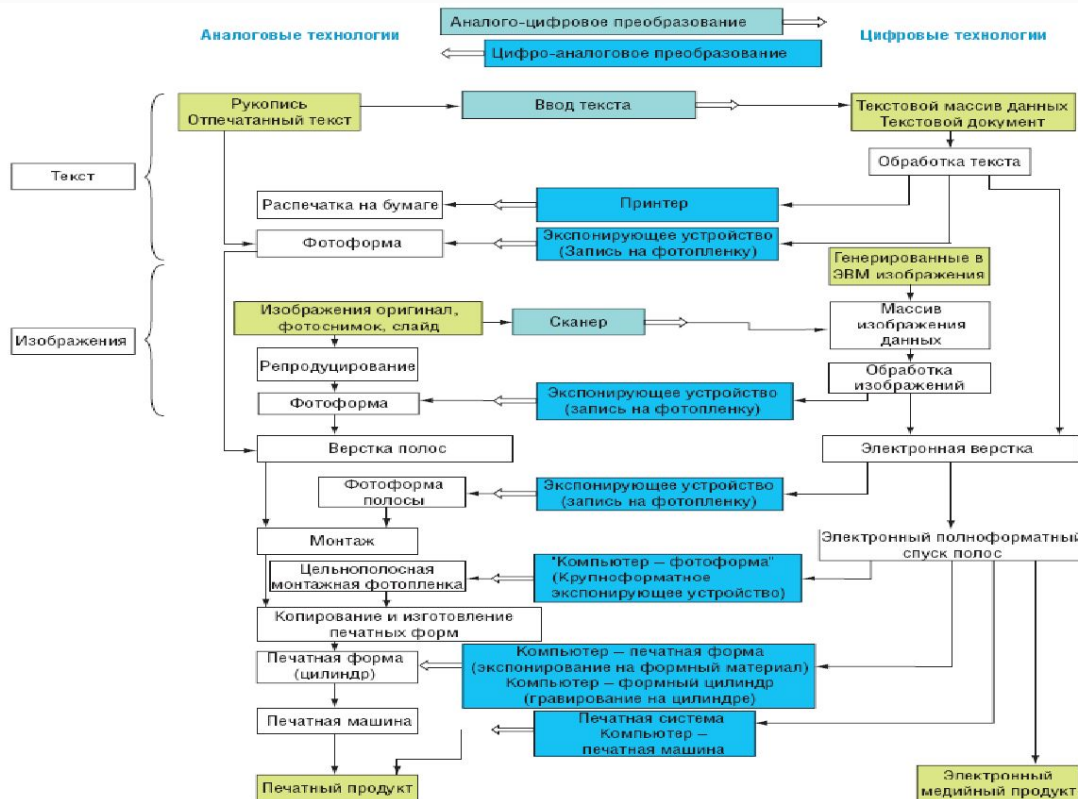 Аналого-цифровое преобразование
Аналоговые технологии
Цифровые технологии
Цифро-аналоговое преобразование
Рукопись
Отпечатанный текст
Ввод текста
Текстовой массив данных
Текстовой документ
Текст
Обработка текста
Распечатка на бумаге
Принтер
Фотоформа
Экспонирующее устройство
(Запись на фотопленку)
Генерированные в
ЭВМ изображения
Изображения
Изображения оригинал,
фотоснимок, слайд
Сканер
Массив
изображения
данных
Репродуцирование
Обработка
изображений
Фотоформа
Экспонирующее устройство
(запись на фотопленку)
Верстка полос
Электронная верстка
Фотоформа
полосы
Экспонирующее устройство
(запись на фотопленку)
Монтаж
Электронный полноформатный
спуск полос
Цельнополосная
монтажная фотопленка
"Компьютер – фотоформа"
(Крупноформатное
экспонирующее устройство)
Копирование и изготовление
печатных форм
Печатная форма
(цилиндр)
Компьютер – печатная форма
(экспонирование на формный материал)
Компьютер – формный цилиндр
(гравирование на цилиндре)
Печатная машина
Печатная система
Компьютер –
печатная машина
Печатный продукт
Электронный
медийный продукт